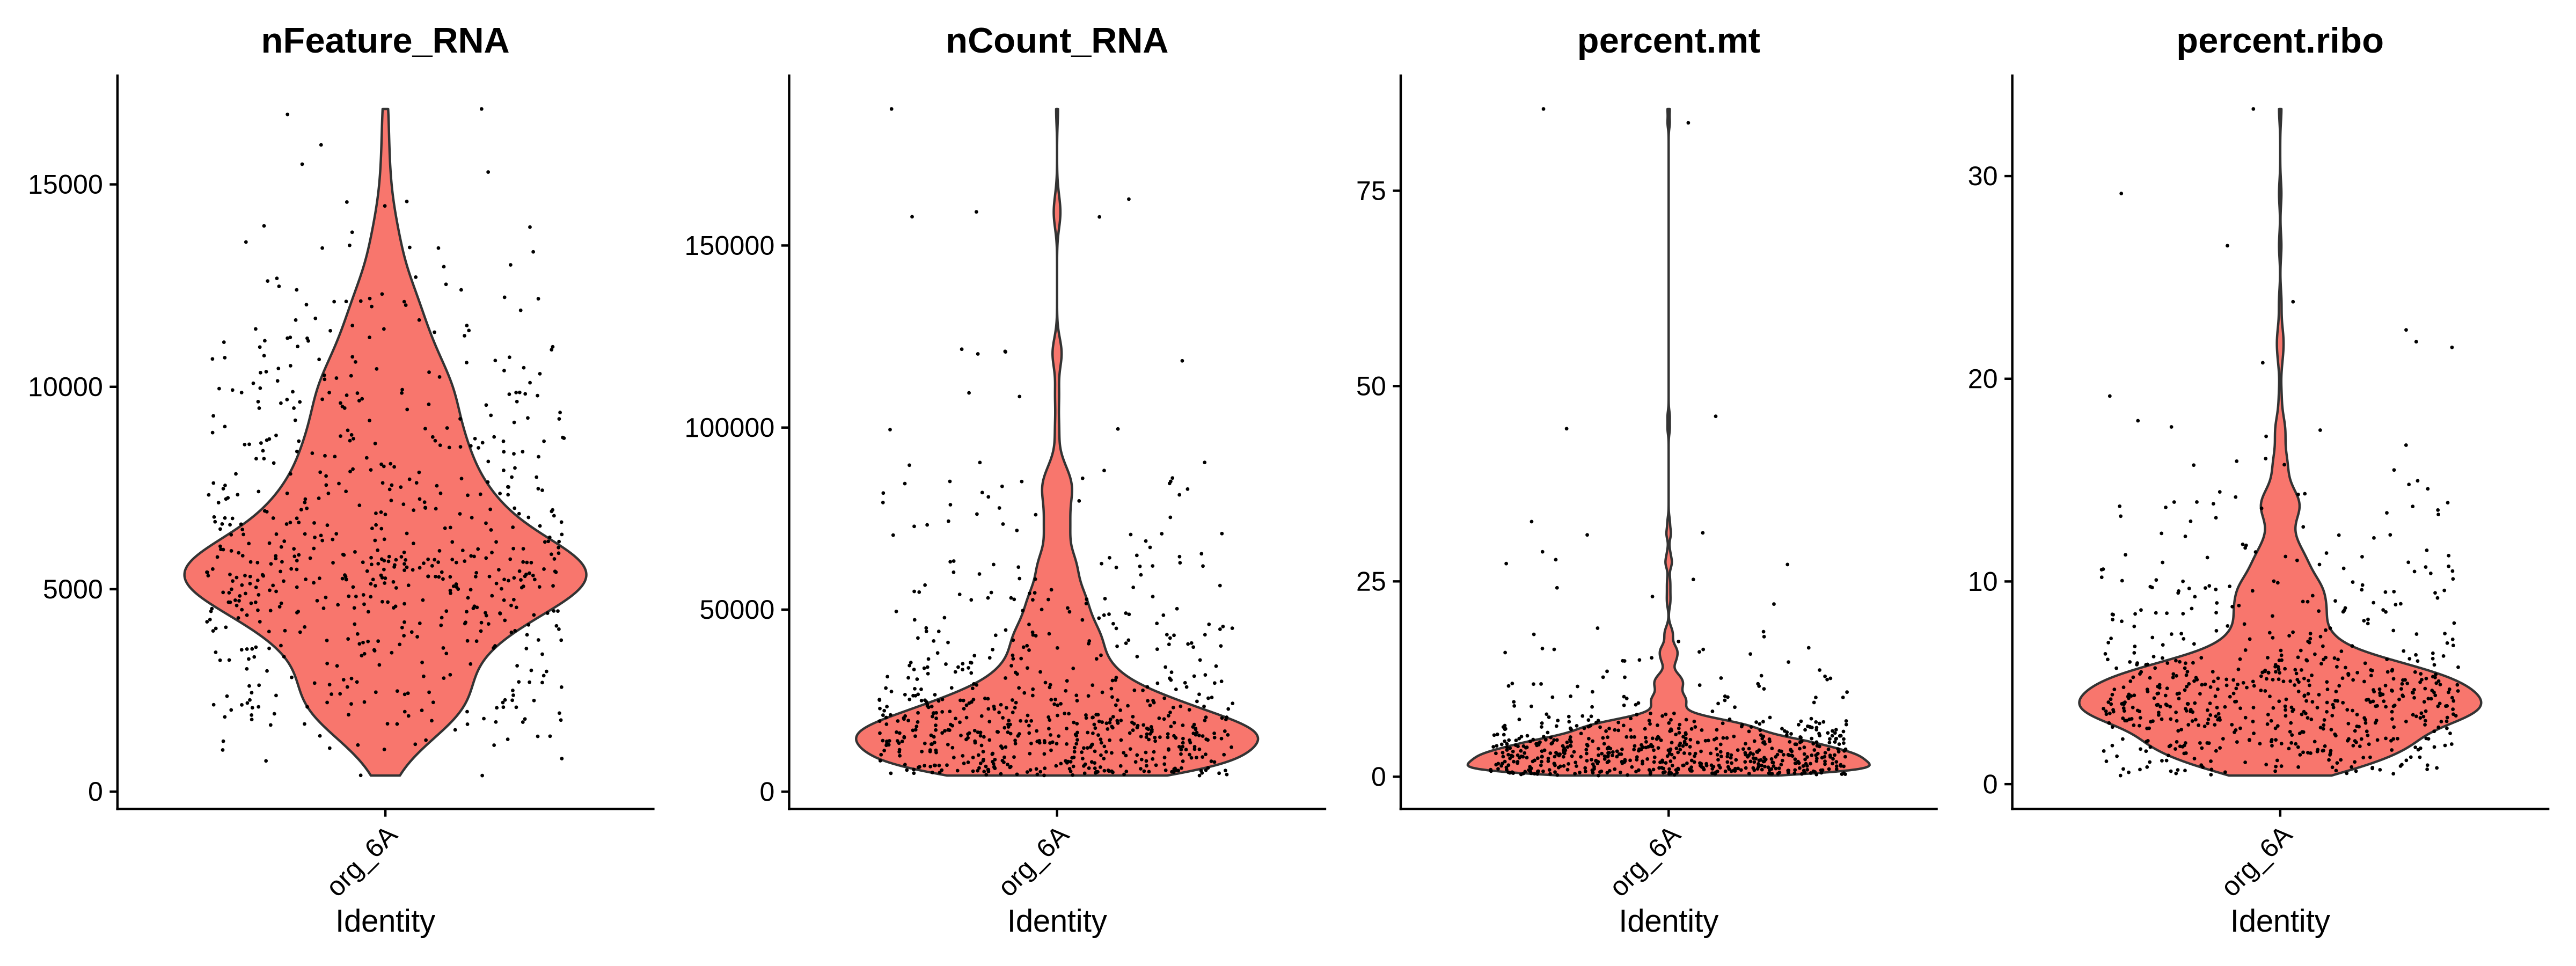 nFeature_RNA
15000
10000
5000
0
org_6A
Identity
nCount_RNA
150000
100000
50000
0
org_6A
Identity
percent.mt
75
50
25
0
org_6A
Identity
percent.ribo
30
20
10
0
org_6A
Identity